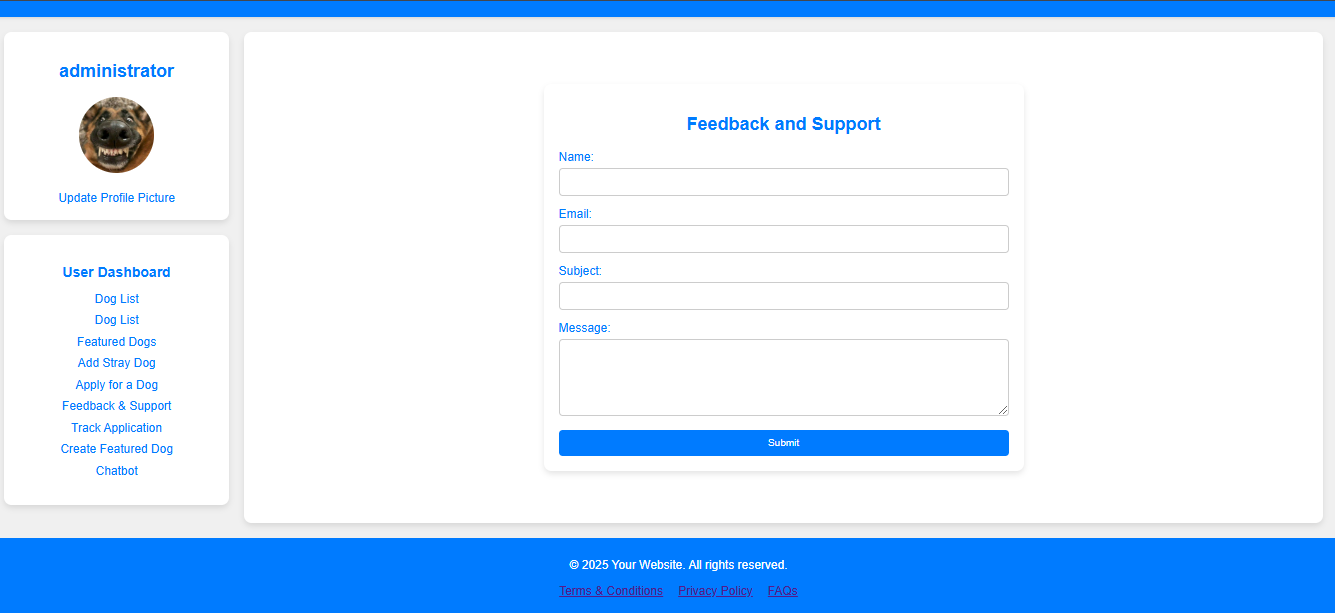 administrator
Update Profile Picture
User Dashboard
Dog List
Dog List
Featured Dogs
Add Stray Dog
Apply for a Dog
Feedback & Support
Track Application
Create Featured Dog
Chatbot
Feedback and Support
Name:
Email:
Subject:
Message:
Submit
© 2025 Your Website. All rights reserved.
Terms & Conditions Privacy Policy FAQs